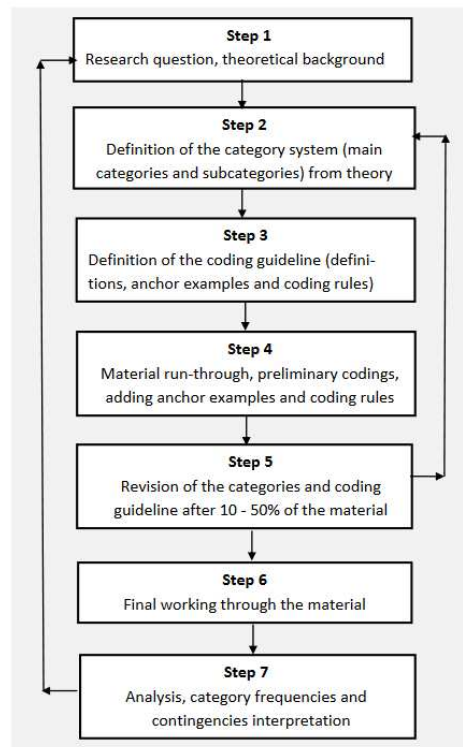 Step 1
Research question, theoretical background
Step 2
Definition of the category system (main
categories and subcategories) from theory
Step 3
Definition of the coding guideline (defini-
tions, anchor examples and coding rules)
Step 4
Material run-through, preliminary codings,
adding anchor examples and coding rules
Step 5
Revision of the categories and coding
guideline after 10 - 50% of the material
Step 6
Final working through the material
Step 7
Analysis, category frequencies and
contingencies interpretation